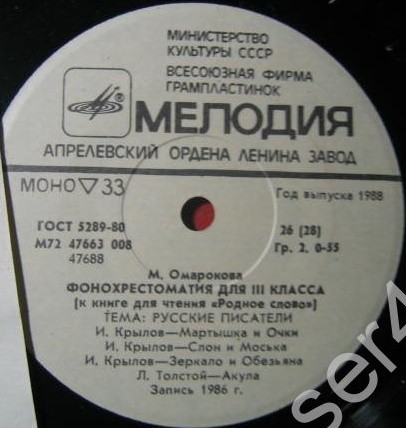 МИНИСТЕРСТВО
КУЛЬТУРЫ СССР
ВСЕСОЮЗНАЯ ФИРМА
ГРАМПЛАСТИНОК
МЕЛОДИЯ
АПРЕЛЕВСКИЙ ОРДЕНА ЛЕНИНА ЗАВОД
МОНО ▽ 33
Год выпуска 1988
ГОСТ 5289-80
26 [28]
М72 47663 008
Гр. 2. 0-55
47688
М. Омарокова
ФОНОХРЕСТОМАТИЯ ДЛЯ III КЛАССА
[к книге для чтения «Родное слово»]
ТЕМА: РУССКИЕ ПИСАТЕЛИ
И. Крылов—Мартышка и Очки
И. Крылов—Слон и Моська
И. Крылов—Зеркало и Обезьяна
Л. Толстой—Акула
Запись 1986 г.
ser4